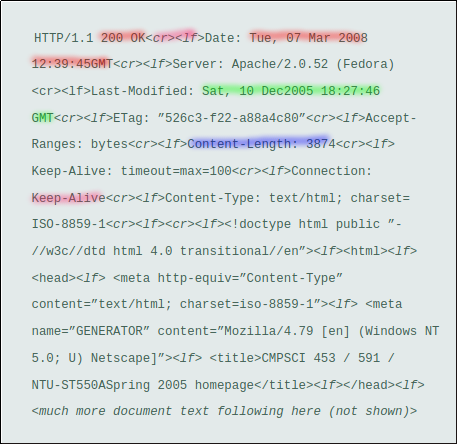 HTTP/1.1 200 OK<cr><lf>Date: Tue, 07 Mar 2008
12:39:45GMT<cr><lf>Server: Apache/2.0.52 (Fedora)
<cr><lf>Last-Modified: Sat, 10 Dec2005 18:27:46
GMT<cr><lf>ETag: ”526c3-f22-a88a4c80”<cr><lf>Accept-
Ranges: bytes<cr><lf>Content-Length: 3874<cr><lf>
Keep-Alive: timeout=max=100<cr><lf>Connection:
Keep-Alive<cr><lf>Content-Type: text/html; charset=
ISO-8859-1<cr><lf><cr><lf><!doctype html public ”-
//w3c//dtd html 4.0 transitional//en”><lf><html><lf>
<head><lf> <meta http-equiv=”Content-Type”
content=”text/html; charset=iso-8859-1”><lf> <meta
name=”GENERATOR” content=”Mozilla/4.79 [en] (Windows NT
5.0; U) Netscape]”><lf> <title>CMPSCI 453 / 591 /
NTU-ST550ASpring 2005 homepage</title><lf></head><lf>
<much more document text following here (not shown)>